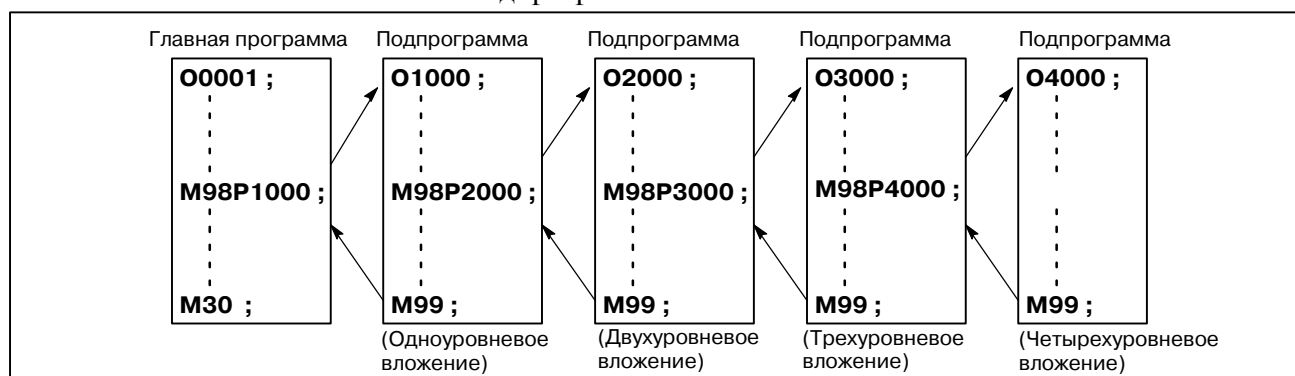 Главная программа
Подпрограмма
Подпрограмма
Подпрограмма
Подпрограмма
O0001 ;
M98P1000 ;
M30 ;
O1000 ;
M98P2000 ;
M99 ;
(Одноуровневое
вложение)
O2000 ;
M98P3000 ;
M99 ;
(Двухуровневое
вложение)
O3000 ;
M98P4000 ;
M99 ;
(Трехуровневое
вложение)
O4000 ;
M99 ;
(Четырехуровневое
вложение)